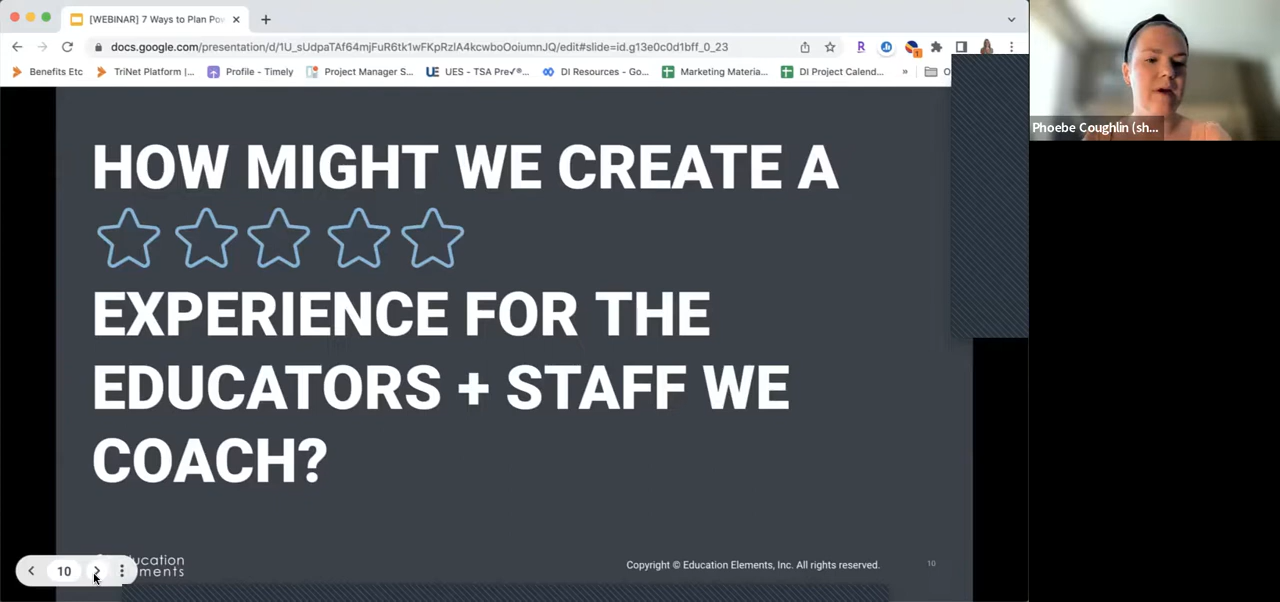 [WEBINAR] 7 Ways to Plan Pow
docs.google.com/presentation/d/1U_sUdpaTAf64mjFuR6tk1wFKpRzIA4kcwboOoiumnJQ/edit#slide=id.g13e0c0d1bff_0_23
Benefits Etc
TriNet Platform |...
Profile - Timely
Project Manager S...
UES - TSA Pre✓®...
DI Resources - Go...
Marketing Materia...
DI Project Calend...
»
Phoebe Coughlin (sh...
HOW MIGHT WE CREATE A
EXPERIENCE FOR THE
EDUCATORS + STAFF WE
COACH?
10
Copyright © Education Elements, Inc. All rights reserved.
10